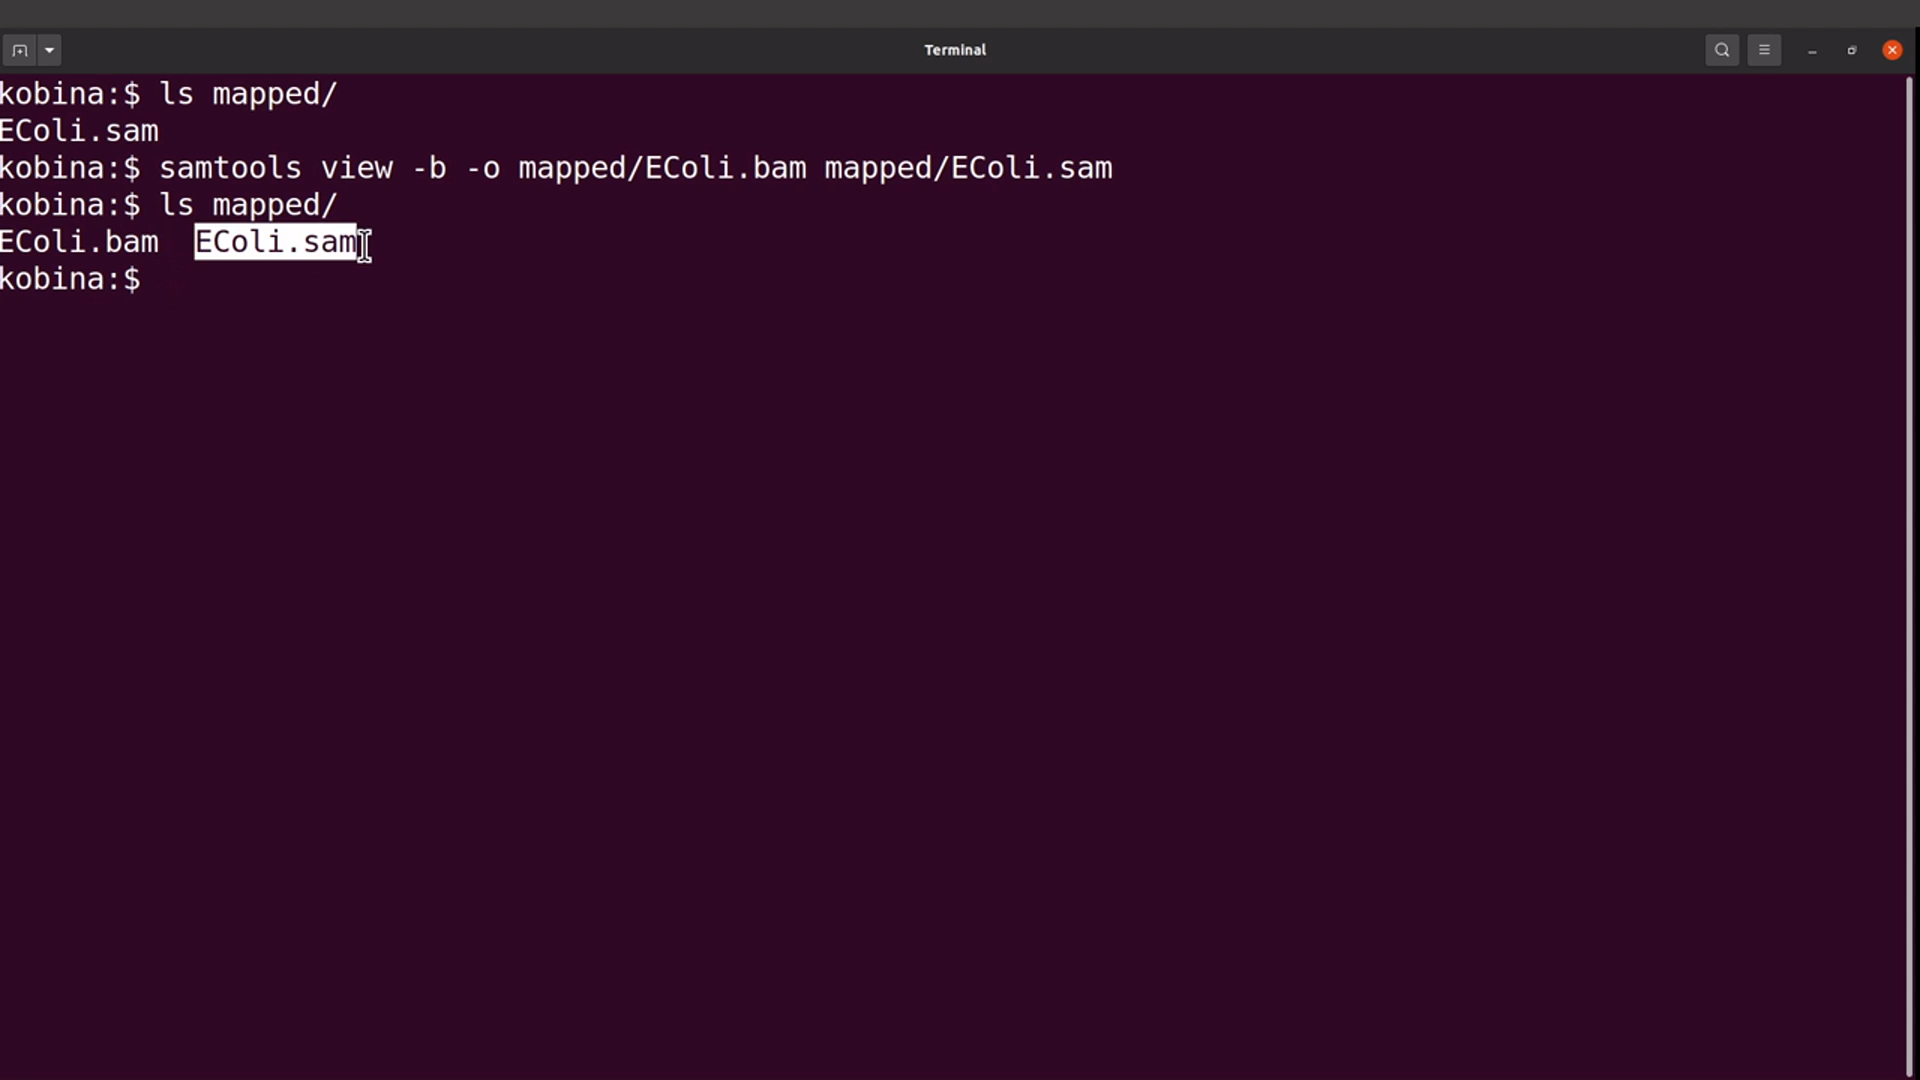 Terminal
kobina:$ ls mapped/
EColi.sam
kobina:$ samtools view -b -o mapped/EColi.bam mapped/EColi.sam
kobina:$ ls mapped/
EColi.bam  EColi.sam
kobina:$